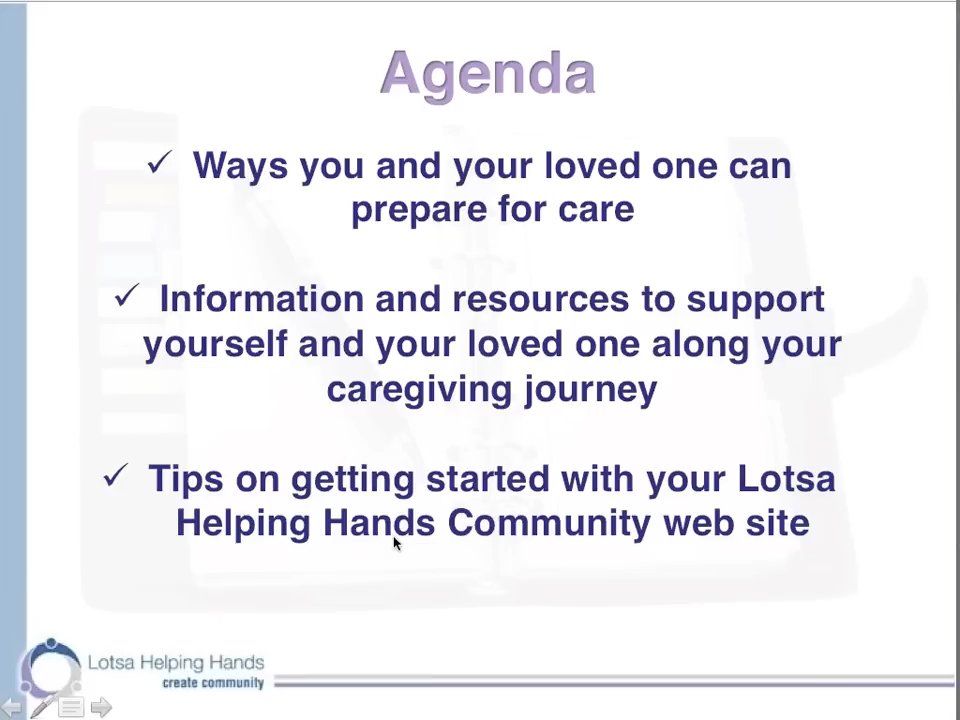 Agenda
✓ Ways you and your loved one can
prepare for care
✓ Information and resources to support
yourself and your loved one along your
caregiving journey
✓ Tips on getting started with your Lotsa
Helping Hands Community web site
Lotsa Helping Hands
create community